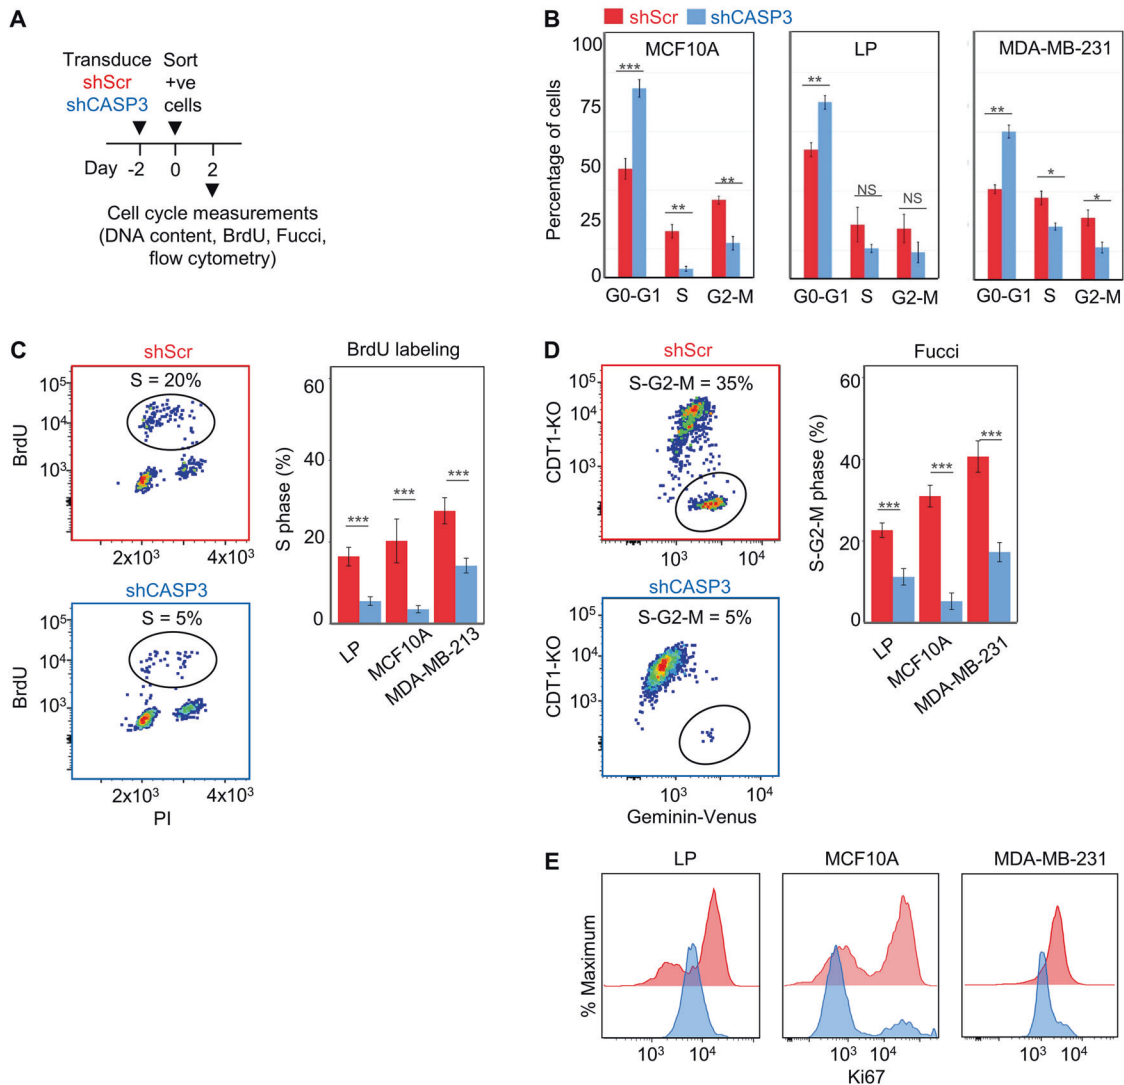 A
Transduce Sort
shScr +ve
shCASP3 cells
Day -2 0 2
Cell cycle measurements
(DNA content, BrdU, Fucci,
flow cytometry)
B
shScr shCASP3
MCF10A LP MDA-MB-231
Percentage of cells
100
75
50
25
0
*** ** **
** NS NS
** * *
G0-G1 S G2-M
G0-G1 S G2-M
G0-G1 S G2-M
C
shScr
S = 20%
BrdU
10⁵
10⁴
10³
2x10³ 4x10³
shCASP3
S = 5%
BrdU
10⁵
10⁴
10³
2x10³ 4x10³
PI
BrdU labeling
S phase (%)
60
40
20
0
*** *** ***
LP
MCF10A
MDA-MB-213
D
shScr
S-G2-M = 35%
CDT1-KO
10⁵
10⁴
10³
10³ 10⁴
shCASP3
S-G2-M = 5%
CDT1-KO
10⁵
10⁴
10³
10³ 10⁴
Geminin-Venus
Fucci
S-G2-M phase (%)
60
40
20
0
*** *** ***
LP
MCF10A
MDA-MB-231
E
LP MCF10A MDA-MB-231
% Maximum
10³ 10⁴ 10³ 10⁴ 10³ 10⁴
Ki67